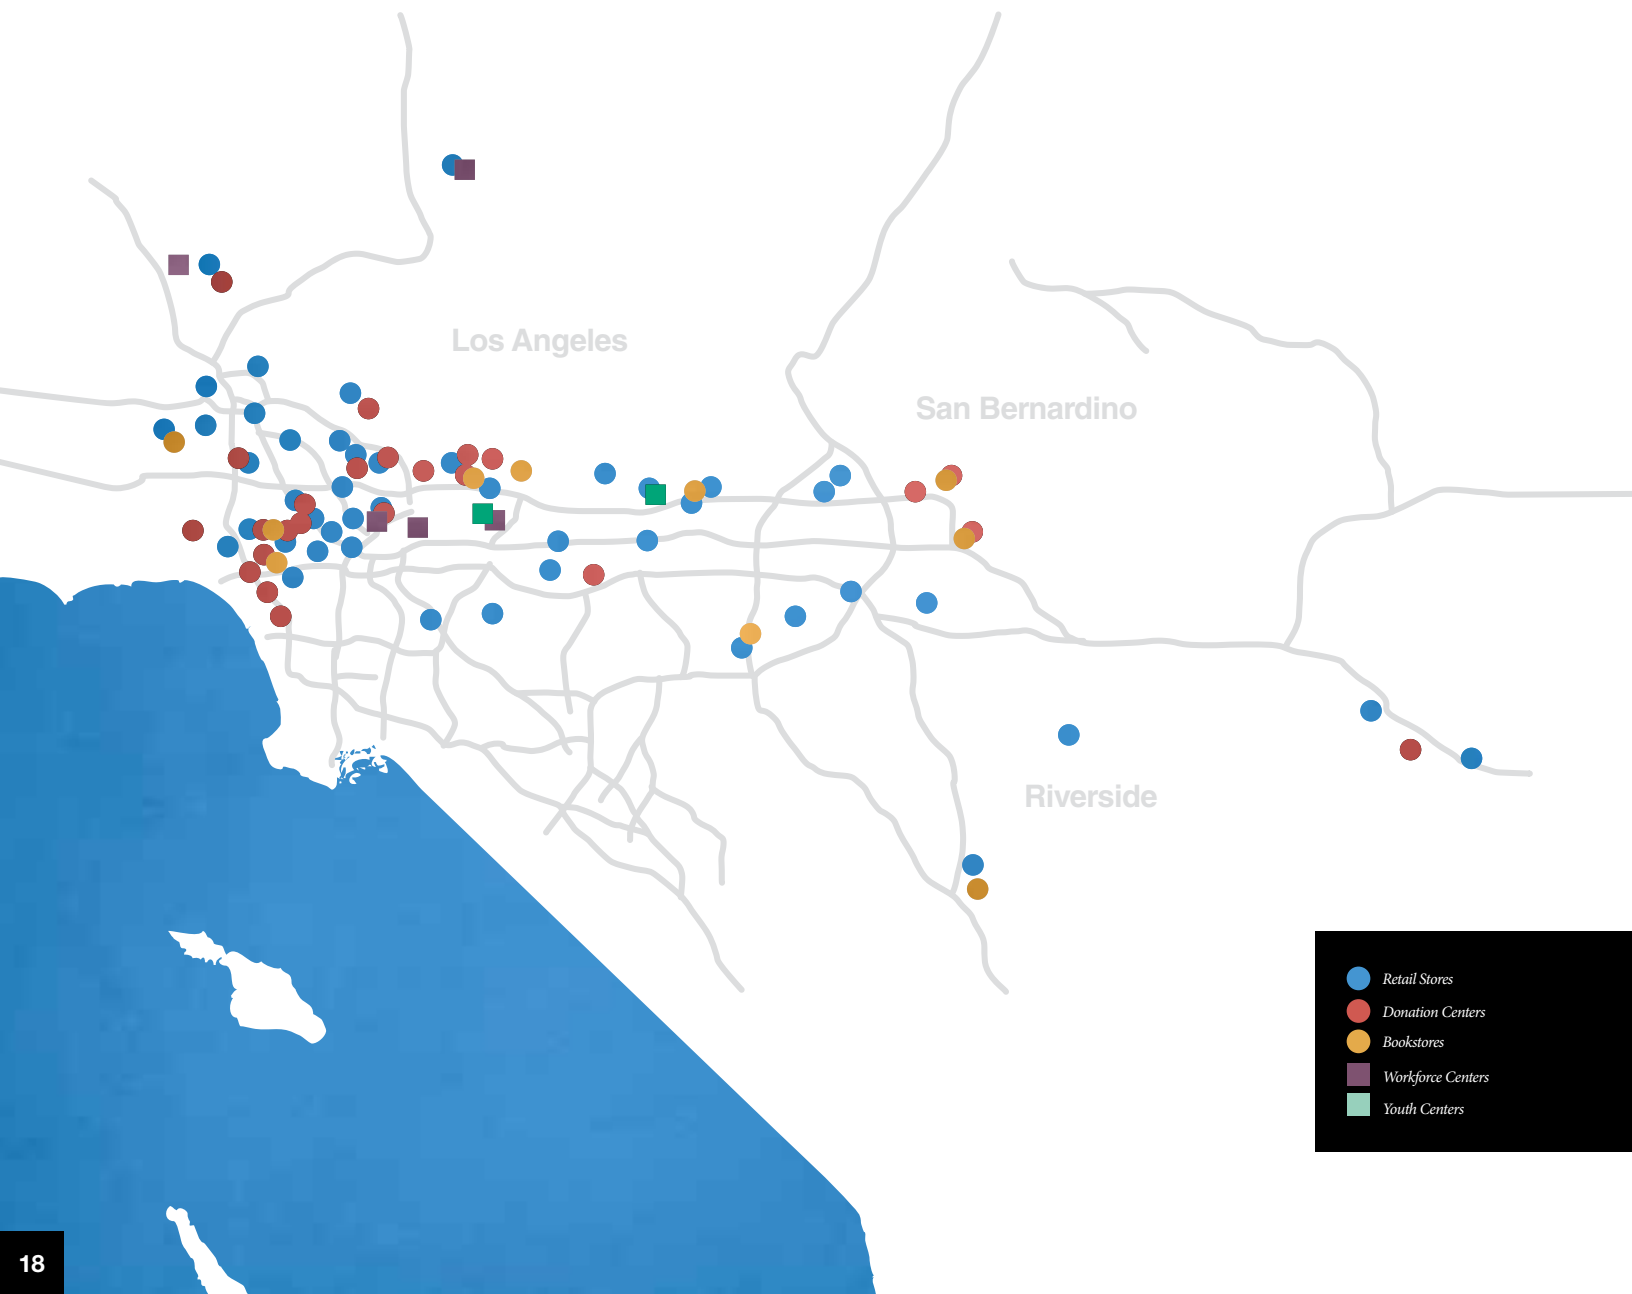 Los Angeles
San Bernardino
Riverside
Retail Stores
Donation Centers
Bookstores
Workforce Centers
Youth Centers
18